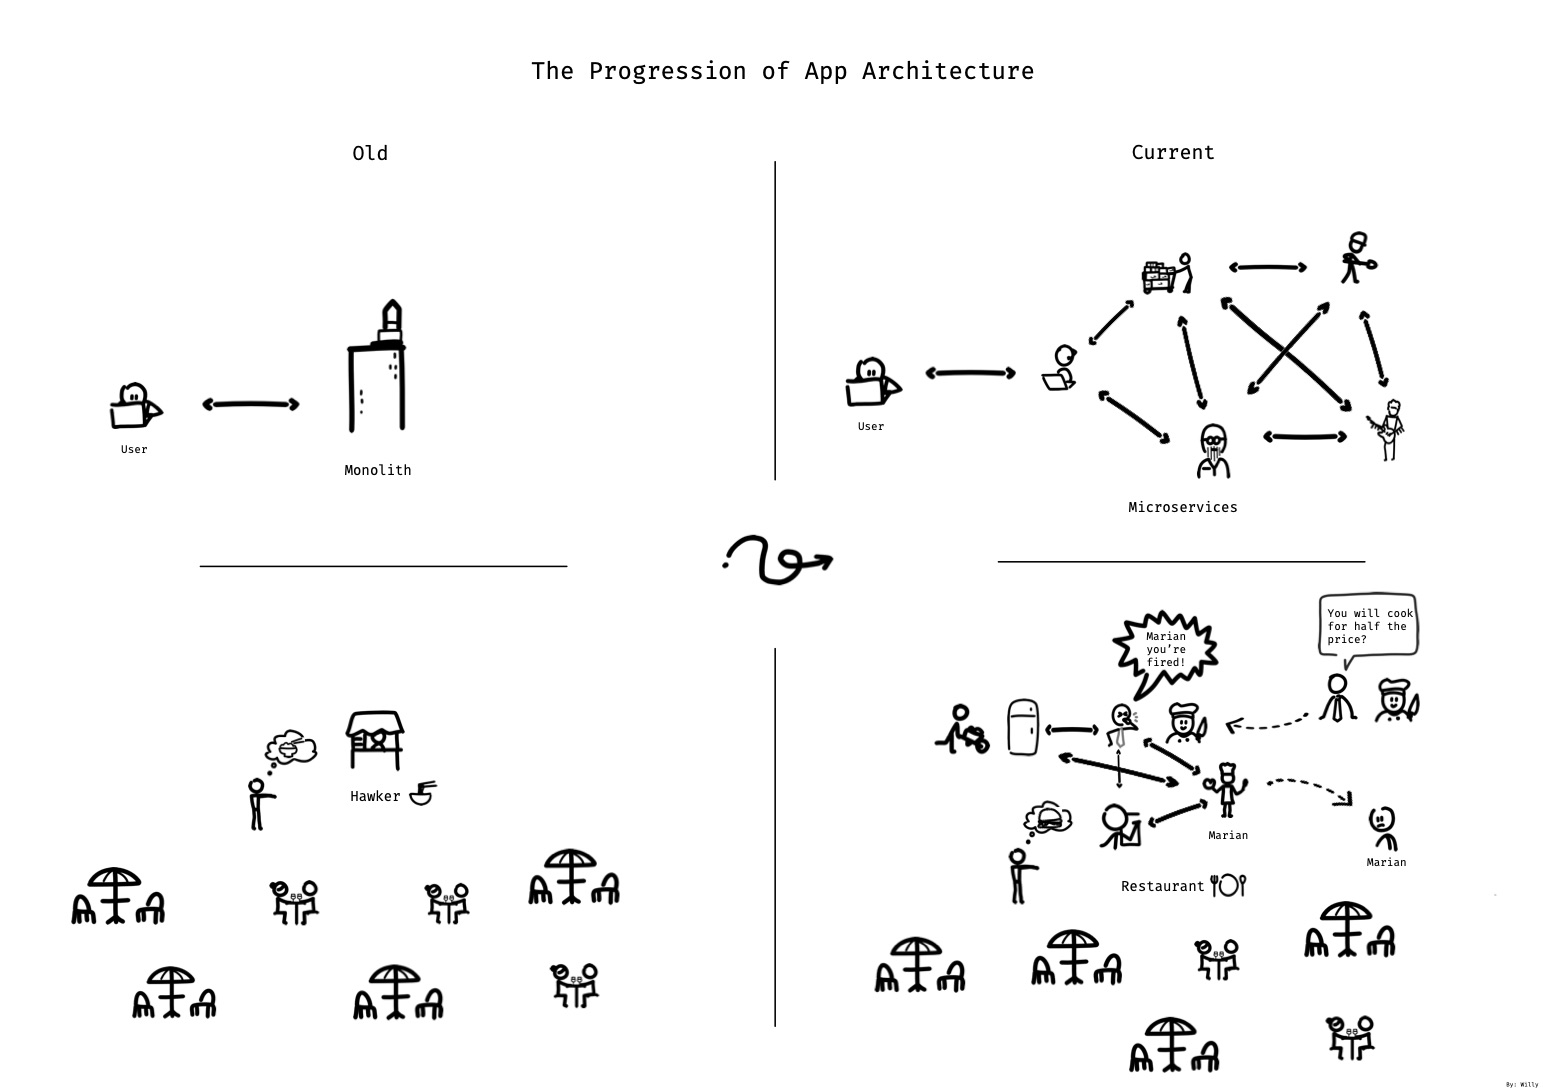 The Progression of App Architecture
Old
Current
User
Monolith
User
Microservices
Marian
you're
fired!
You will cook
for half the
price?
Hawker
Marian
Marian
Restaurant
By: Willy